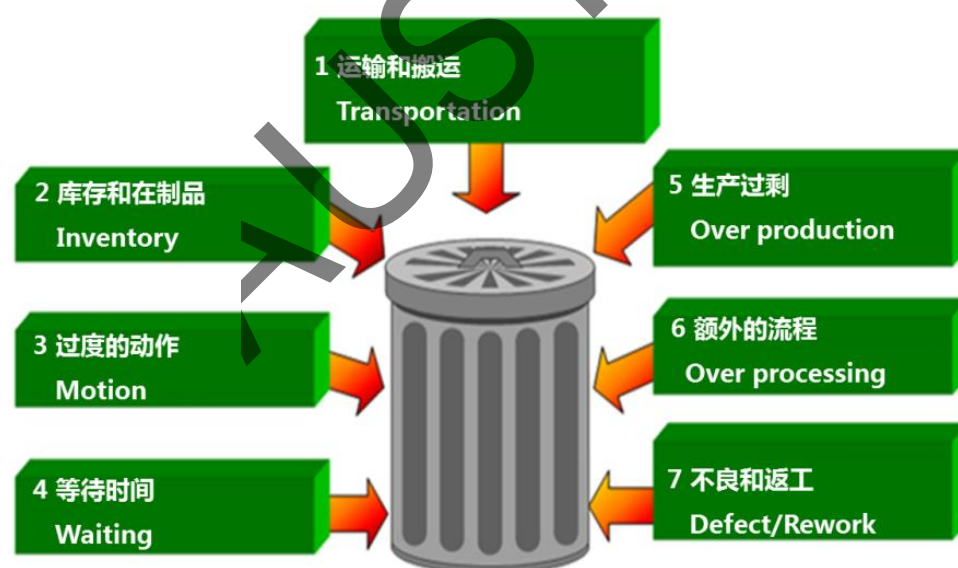 1 运输和搬运
Transportation
2 库存和在制品
Inventory
3 过度的动作
Motion
4 等待时间
Waiting
5 生产过剩
Over production
6 额外的流程
Over processing
7 不良和返工
Defect/Rework